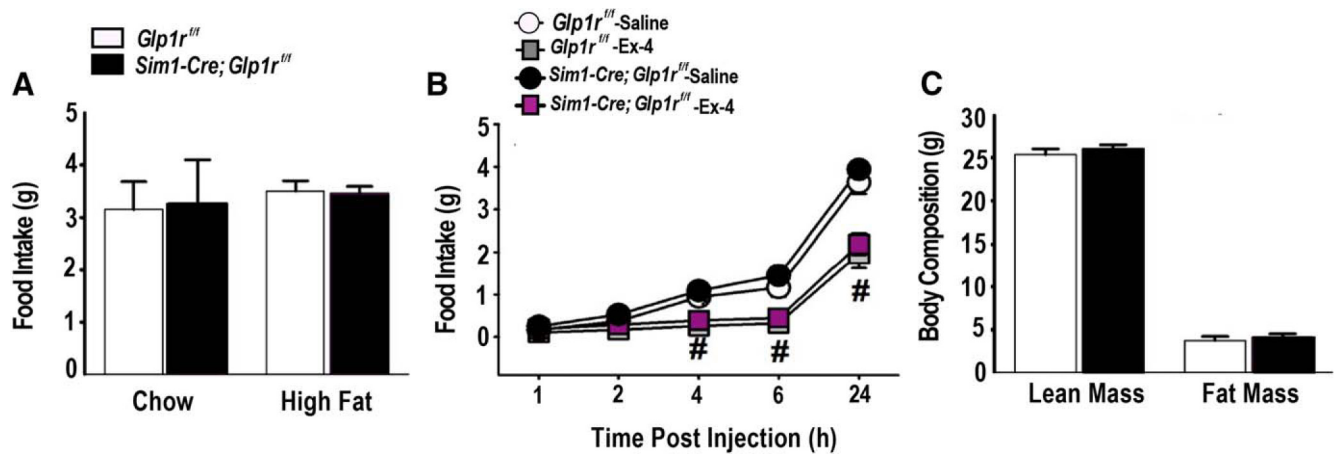 Glp1r f/f
Sim1-Cre; Glp1r f/f
A
Food Intake (g)
5
4
3
2
1
0
Chow High Fat
Glp1r f/f-Saline
Glp1r f/f -Ex-4
Sim1-Cre; Glp1r f/f-Saline
Sim1-Cre; Glp1r f/f -Ex-4
B
Food Intake (g)
5
4
3
2
1
0
# # #
1 2 4 6 24
Time Post Injection (h)
C
Body Composition (g)
30
25
20
15
10
5
0
Lean Mass Fat Mass